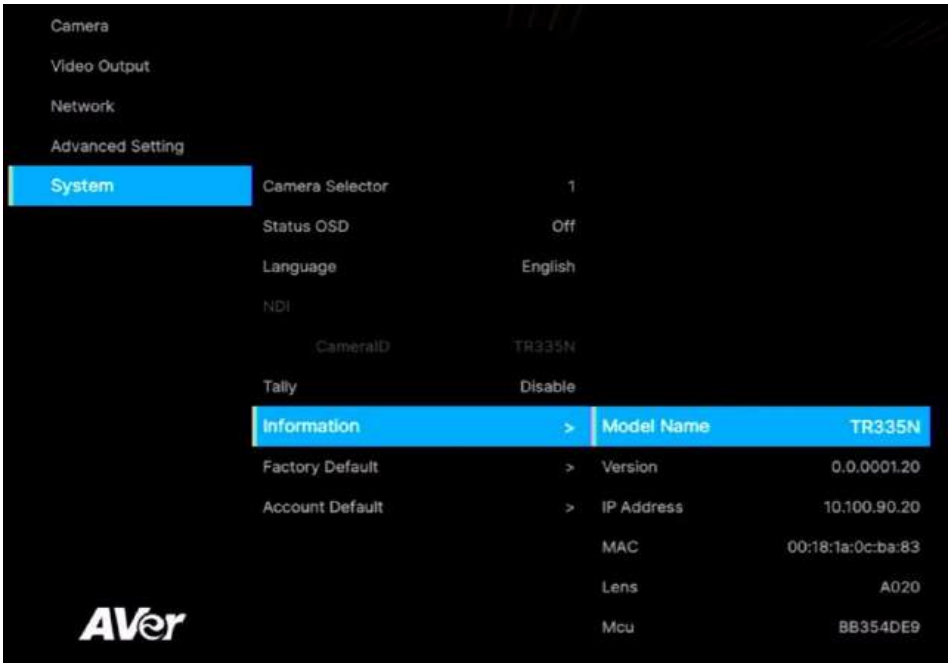 Camera
Video Output
Network
Advanced Setting
System
Camera Selector 1
Status OSD Off
Language English
NDI
CameraID TR335N
Tally Disable
Information > Model Name TR335N
Factory Default > Version 0.0.0001.20
Account Default > IP Address 10.100.90.20
MAC 00:18:1a:0c:ba:83
Lens A020
AVer Mcu BB354DE9